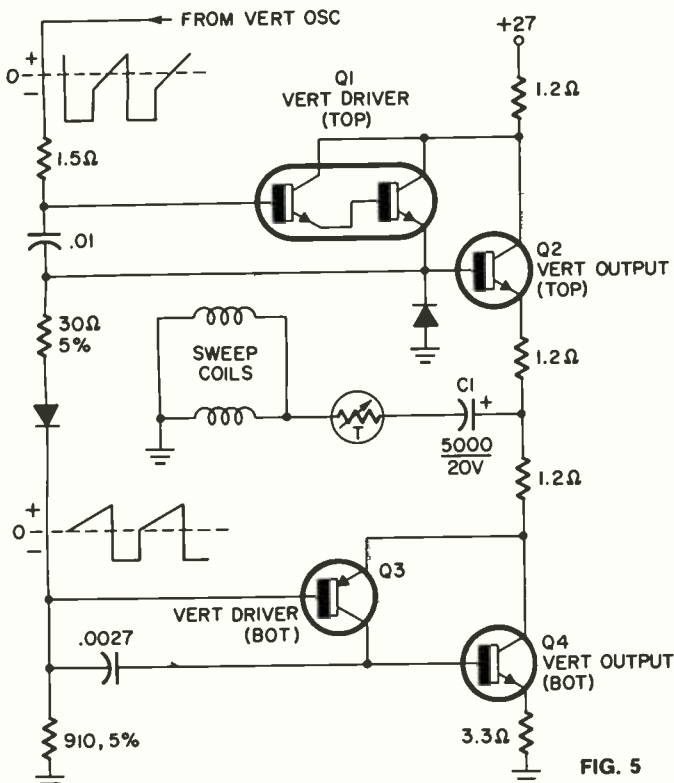 FROM VERT OSC
+27
+
0
−
Q1
VERT DRIVER
(TOP)
1.2Ω
1.5Ω
.01
Q2
VERT OUTPUT
(TOP)
30Ω
5%
SWEEP
COILS
1.2Ω
T
C1
+
5000
20V
1.2Ω
+
0
−
Q3
VERT DRIVER
(BOT)
.0027
Q4
VERT OUTPUT
(BOT)
910, 5%
3.3Ω
FIG. 5